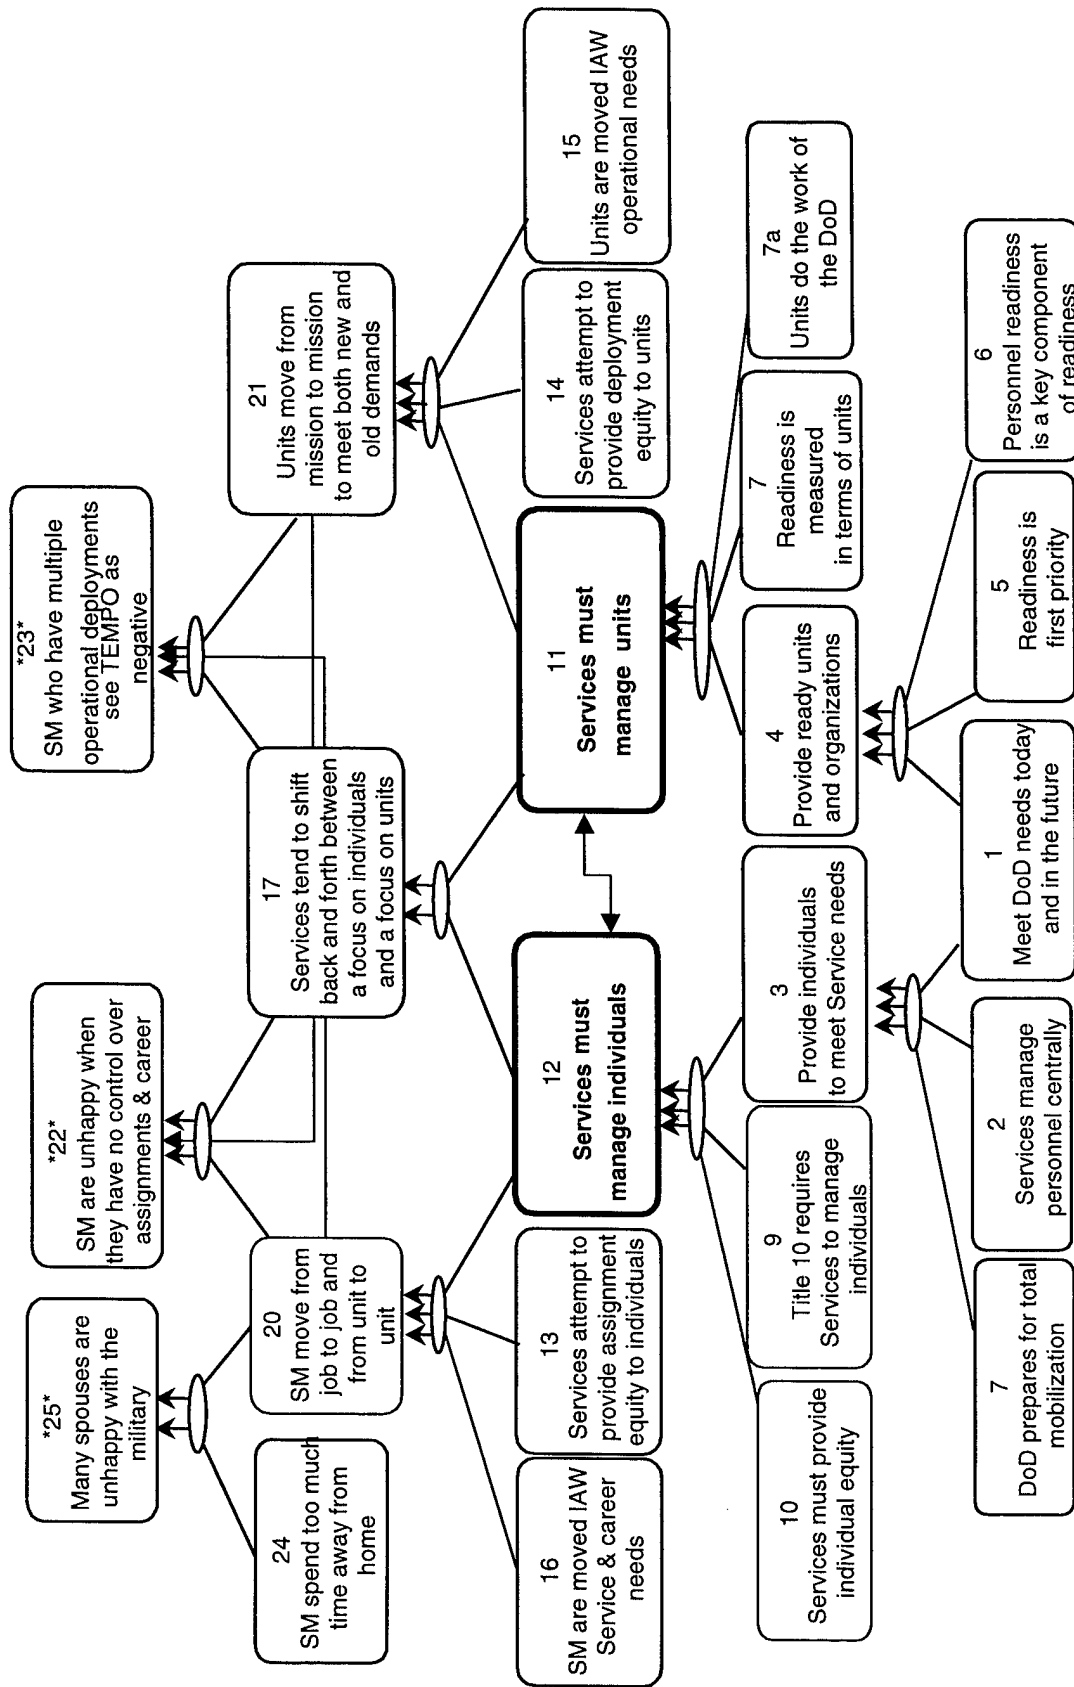 *25*
Many spouses are
unhappy with the
military
*22*
SM are unhappy when
they have no control over
assignments & career
*23*
SM who have multiple
operational deployments
see TEMPO as
negative
24
SM spend too much
time away from
home
20
SM move from
job to job and
from unit to
unit
17
Services tend to shift
back and forth between
a focus on individuals
and a focus on units
21
Units move from
mission to mission
to meet both new and
old demands
16
SM are moved IAW
Service & career
needs
13
Services attempt to
provide assignment
equity to individuals
12
Services must
manage individuals
11
Services must
manage units
14
Services attempt to
provide deployment
equity to units
15
Units are moved IAW
operational needs
10
Services must provide
individual equity
9
Title 10 requires
Services to manage
individuals
3
Provide individuals
to meet Service needs
4
Provide ready units
and organizations
7
Readiness is
measured
in terms of units
7a
Units do the work of
the DoD
7
DoD prepares for total
mobilization
2
Services manage
personnel centrally
1
Meet DoD needs today
and in the future
5
Readiness is
first priority
6
Personnel readiness
is a key component
of readiness